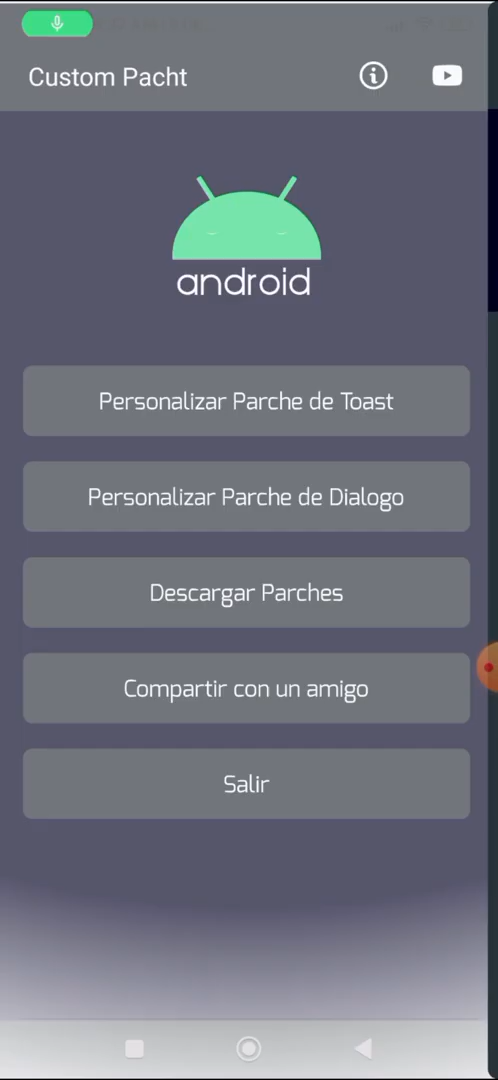 Custom Pacht
android
Personalizar Parche de Toast
Personalizar Parche de Dialogo
Descargar Parches
Compartir con un amigo
Salir